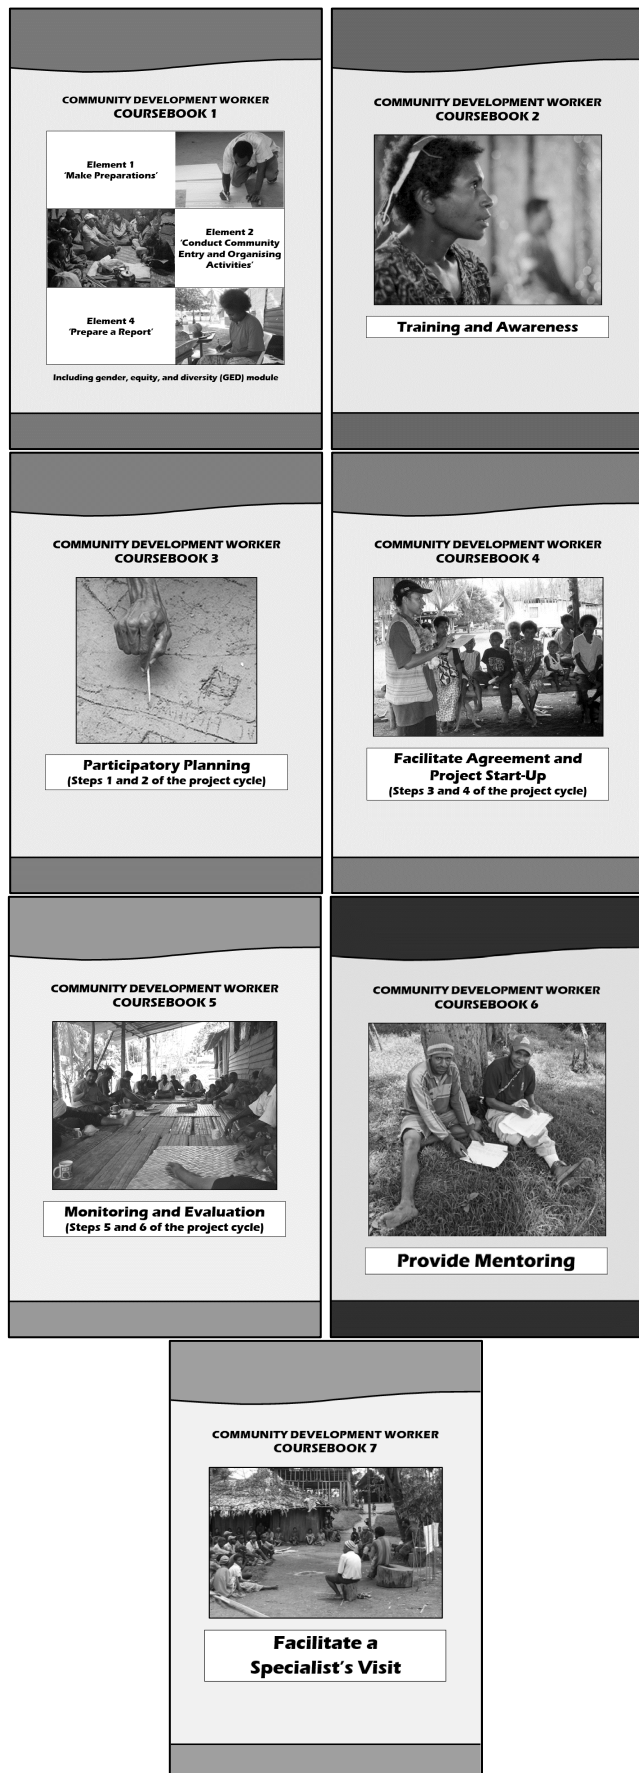 COMMUNITY DEVELOPMENT WORKER
COURSEBOOK 1
Element 1
‘Make Preparations’
Element 2
‘Conduct Community
Entry and Organising
Activities’
Element 4
‘Prepare a Report’
Including gender, equity, and diversity (GED) module
COMMUNITY DEVELOPMENT WORKER
COURSEBOOK 2
Training and Awareness
COMMUNITY DEVELOPMENT WORKER
COURSEBOOK 3
Participatory Planning
(Steps 1 and 2 of the project cycle)
COMMUNITY DEVELOPMENT WORKER
COURSEBOOK 4
Facilitate Agreement and
Project Start-Up
(Steps 3 and 4 of the project cycle)
COMMUNITY DEVELOPMENT WORKER
COURSEBOOK 5
Monitoring and Evaluation
(Steps 5 and 6 of the project cycle)
COMMUNITY DEVELOPMENT WORKER
COURSEBOOK 6
Provide Mentoring
COMMUNITY DEVELOPMENT WORKER
COURSEBOOK 7
Facilitate a
Specialist’s Visit